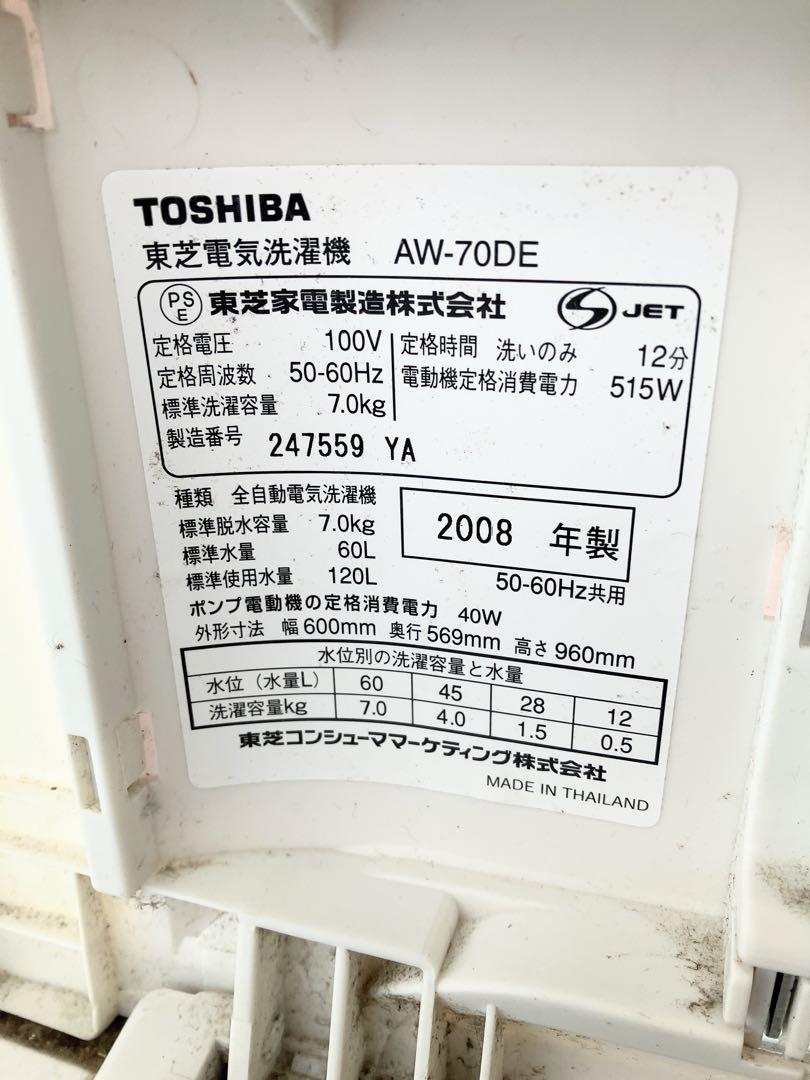 TOSHIBA
東芝電気洗濯機 AW-70DE
PSE 東芝家電製造株式会社 S JET
定格電圧 100V
定格周波数 50-60Hz
標準洗濯容量 7.0kg
定格時間 洗いのみ 12分
電動機定格消費電力 515W
製造番号 247559 YA
種類 全自動電気洗濯機
標準脱水容量 7.0kg
標準水量 60L
標準使用水量 120L
2008 年製
50-60Hz共用
ポンプ電動機の定格消費電力 40W
外形寸法 幅600mm 奥行569mm 高さ960mm
水位別の洗濯容量と水量
水位（水量L） 60 45 28 12
洗濯容量kg 7.0 4.0 1.5 0.5
東芝コンシューママーケティング株式会社
MADE IN THAILAND